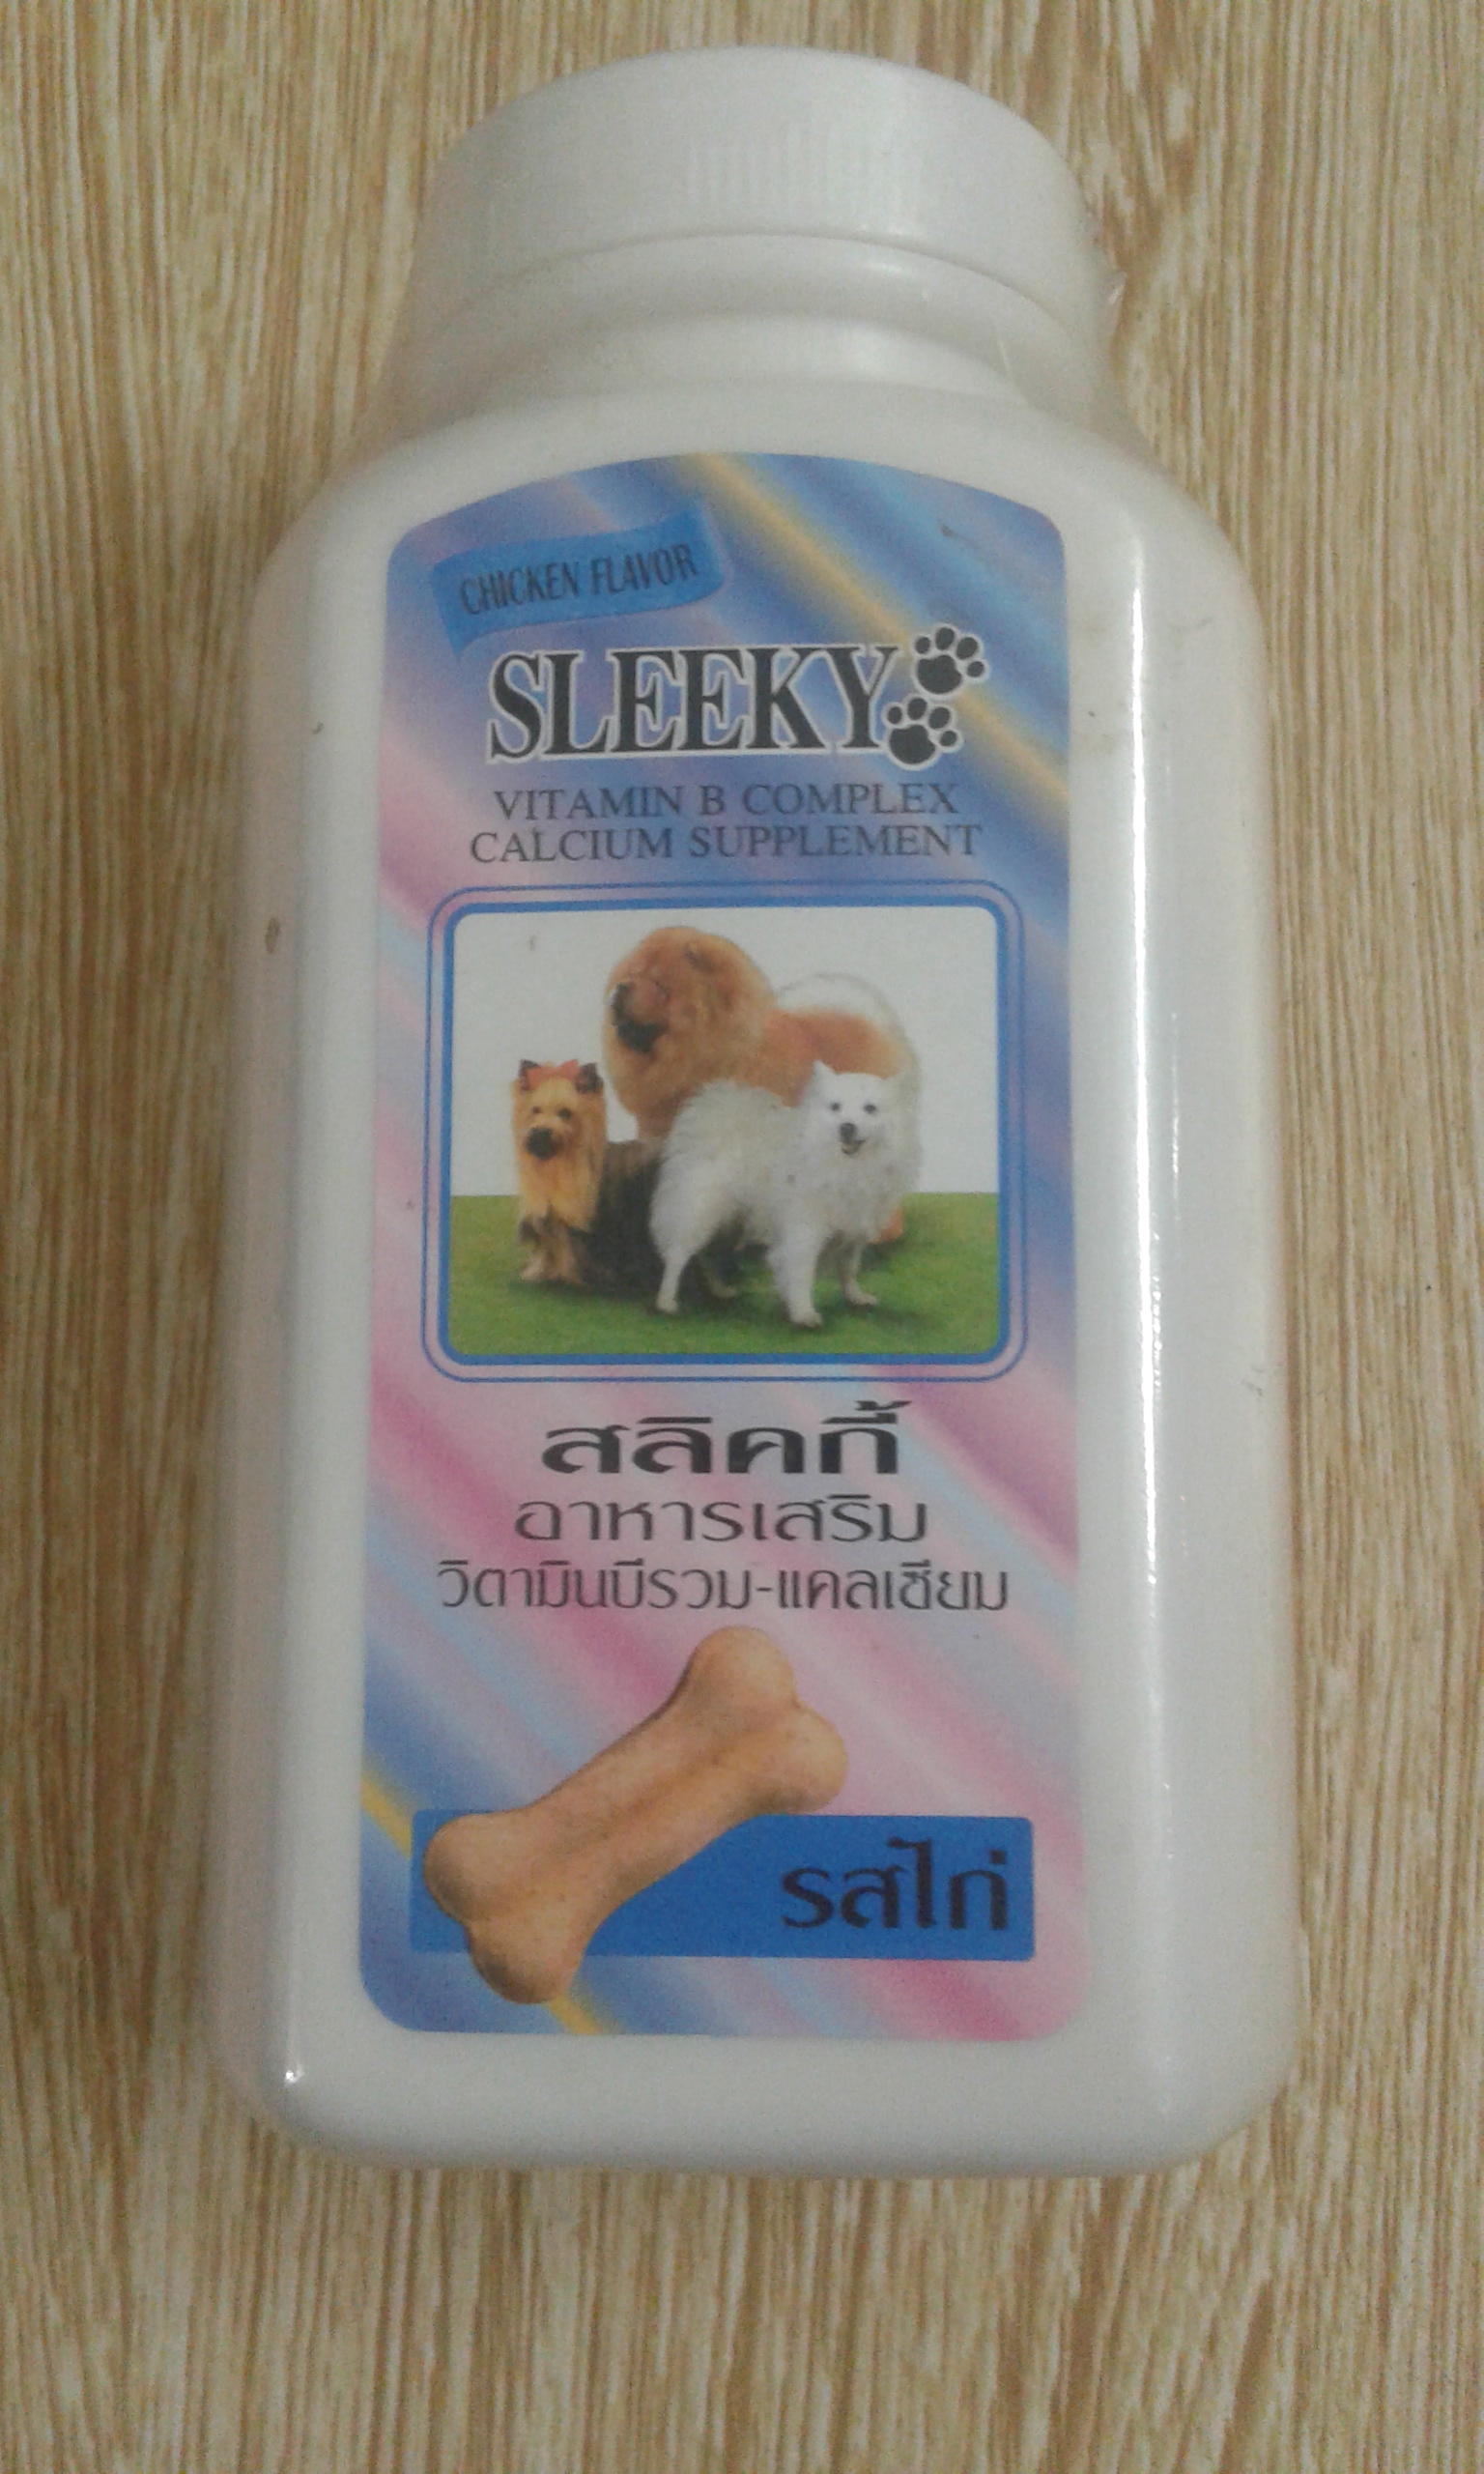 CHICKEN FLAVOR
SLEEKY
VITAMIN B COMPLEX
CALCIUM SUPPLEMENT
สลิคกี้
อาหารเสริม
วิตามินบีรวม-แคลเซียม
รสไก่